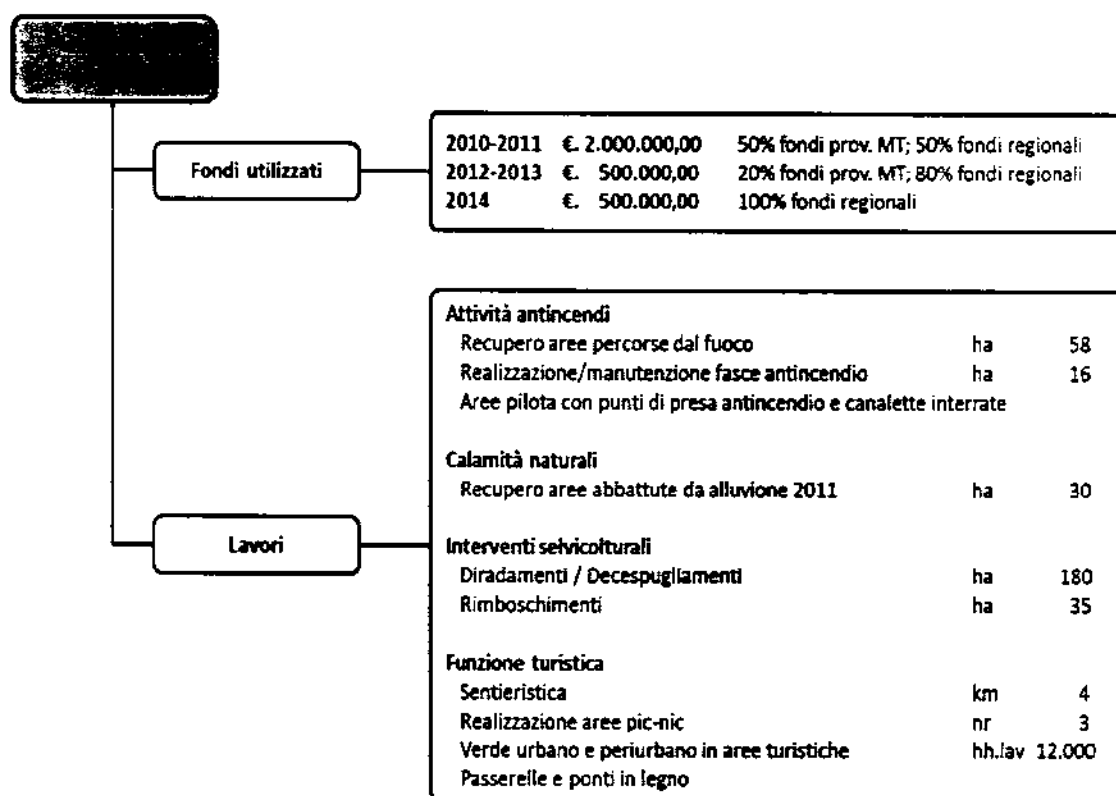 Fondi utilizzati
2010-2011 €. 2.000.000,00 50% fondi prov. MT; 50% fondi regionali
2012-2013 €. 500.000,00 20% fondi prov. MT; 80% fondi regionali
2014 €. 500.000,00 100% fondi regionali
Lavori
Attività antincendi
Recupero aree percorse dal fuoco ha 58
Realizzazione/manutenzione fasce antincendio ha 16
Aree pilota con punti di presa antincendio e canalette interrate
Calamità naturali
Recupero aree abbattute da alluvione 2011 ha 30
Interventi selvicolturali
Diradamenti / Decespugliamenti ha 180
Rimboschimenti ha 35
Funzione turistica
Sentieristica km 4
Realizzazione aree pic-nic nr 3
Verde urbano e periurbano in aree turistiche hh.lav 12.000
Passerelle e ponti in legno